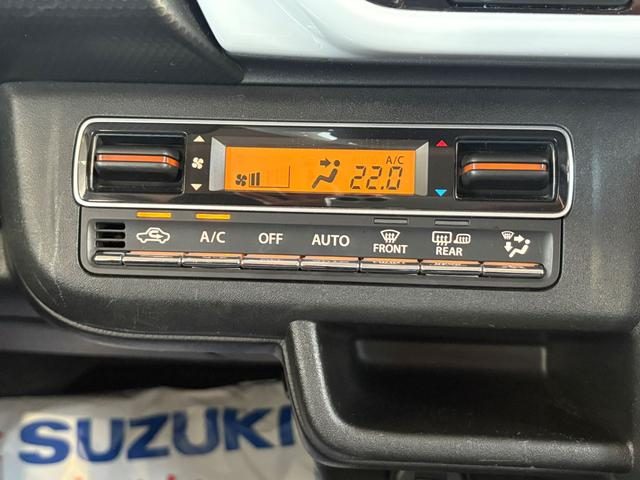 A/C
22.0
A/C OFF AUTO FRONT REAR
SUZUKI